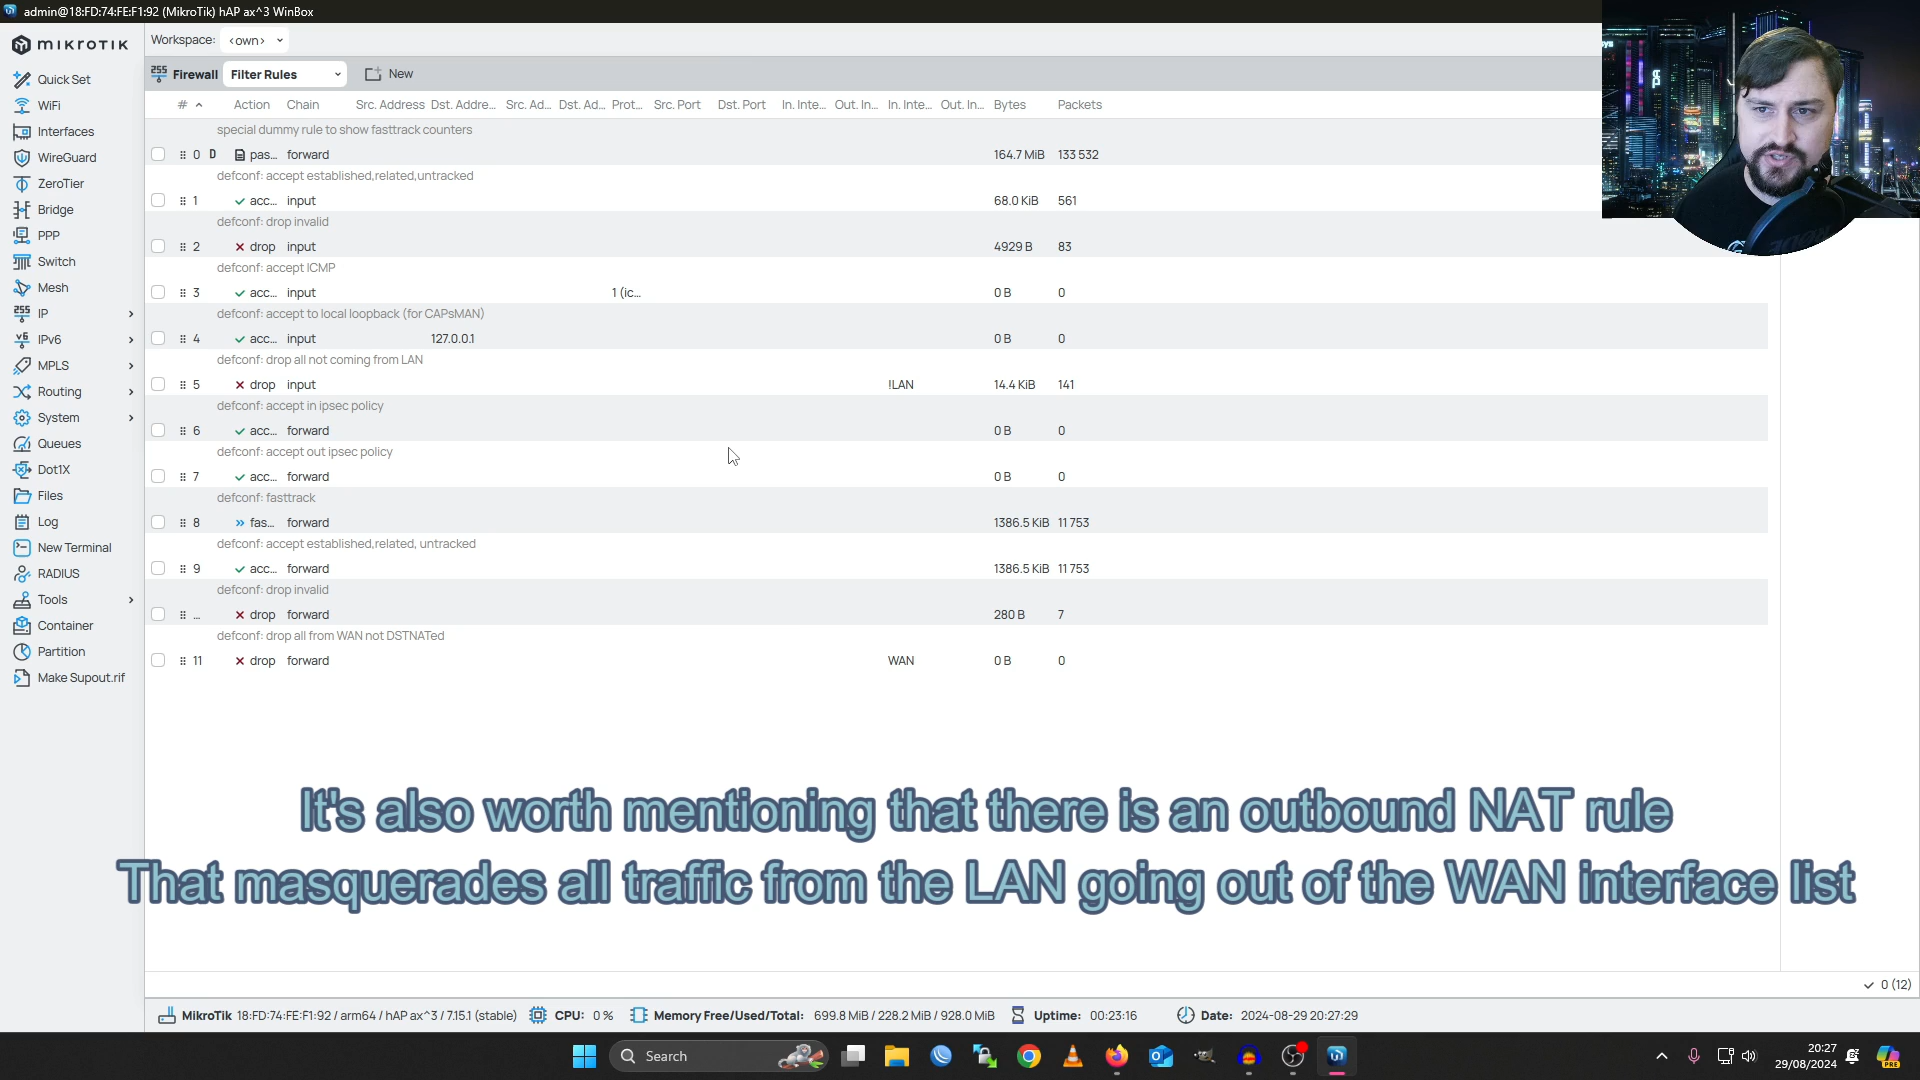 admin@18:FD:74:FE:F1:92 (MikroTik) hAP ax^3 WinBox
MIKROTIK
Workspace: <own>
Quick Set
WiFi
Interfaces
WireGuard
ZeroTier
Bridge
PPP
Switch
Mesh
IP
IPv6
MPLS
Routing
System
Queues
Dot1X
Files
Log
New Terminal
RADIUS
Tools
Container
Partition
Make Supout.rif
Firewall Filter Rules New
# Action Chain Src. Address Dst. Addre... Src. Ad... Dst. Ad... Prot... Src. Port Dst. Port In. Inte... Out. In... In. Inte... Out. In... Bytes Packets
special dummy rule to show fasttrack counters
0 D pas... forward 164.7 MiB 133 532
defconf: accept established,related,untracked
1 acc... input 68.0 KiB 561
defconf: drop invalid
2 drop input 4929 B 83
defconf: accept ICMP
3 acc... input 1 (ic... 0 B 0
defconf: accept to local loopback (for CAPsMAN)
4 acc... input 127.0.0.1 0 B 0
defconf: drop all not coming from LAN
5 drop input !LAN 14.4 KiB 141
defconf: accept in ipsec policy
6 acc... forward 0 B 0
defconf: accept out ipsec policy
7 acc... forward 0 B 0
defconf: fasttrack
8 fas... forward 1386.5 KiB 11 753
defconf: accept established,related, untracked
9 acc... forward 1386.5 KiB 11 753
defconf: drop invalid
... drop forward 280 B 7
defconf: drop all from WAN not DSTNATed
11 drop forward WAN 0 B 0
It's also worth mentioning that there is an outbound NAT rule
That masquerades all traffic from the LAN going out of the WAN interface list
0 (12)
MikroTik 18:FD:74:FE:F1:92 / arm64 / hAP ax^3 / 7.15.1 (stable) CPU: 0 % Memory Free/Used/Total: 699.8 MiB / 228.2 MiB / 928.0 MiB Uptime: 00:23:16 Date: 2024-08-29 20:27:29
Search
20:27
29/08/2024